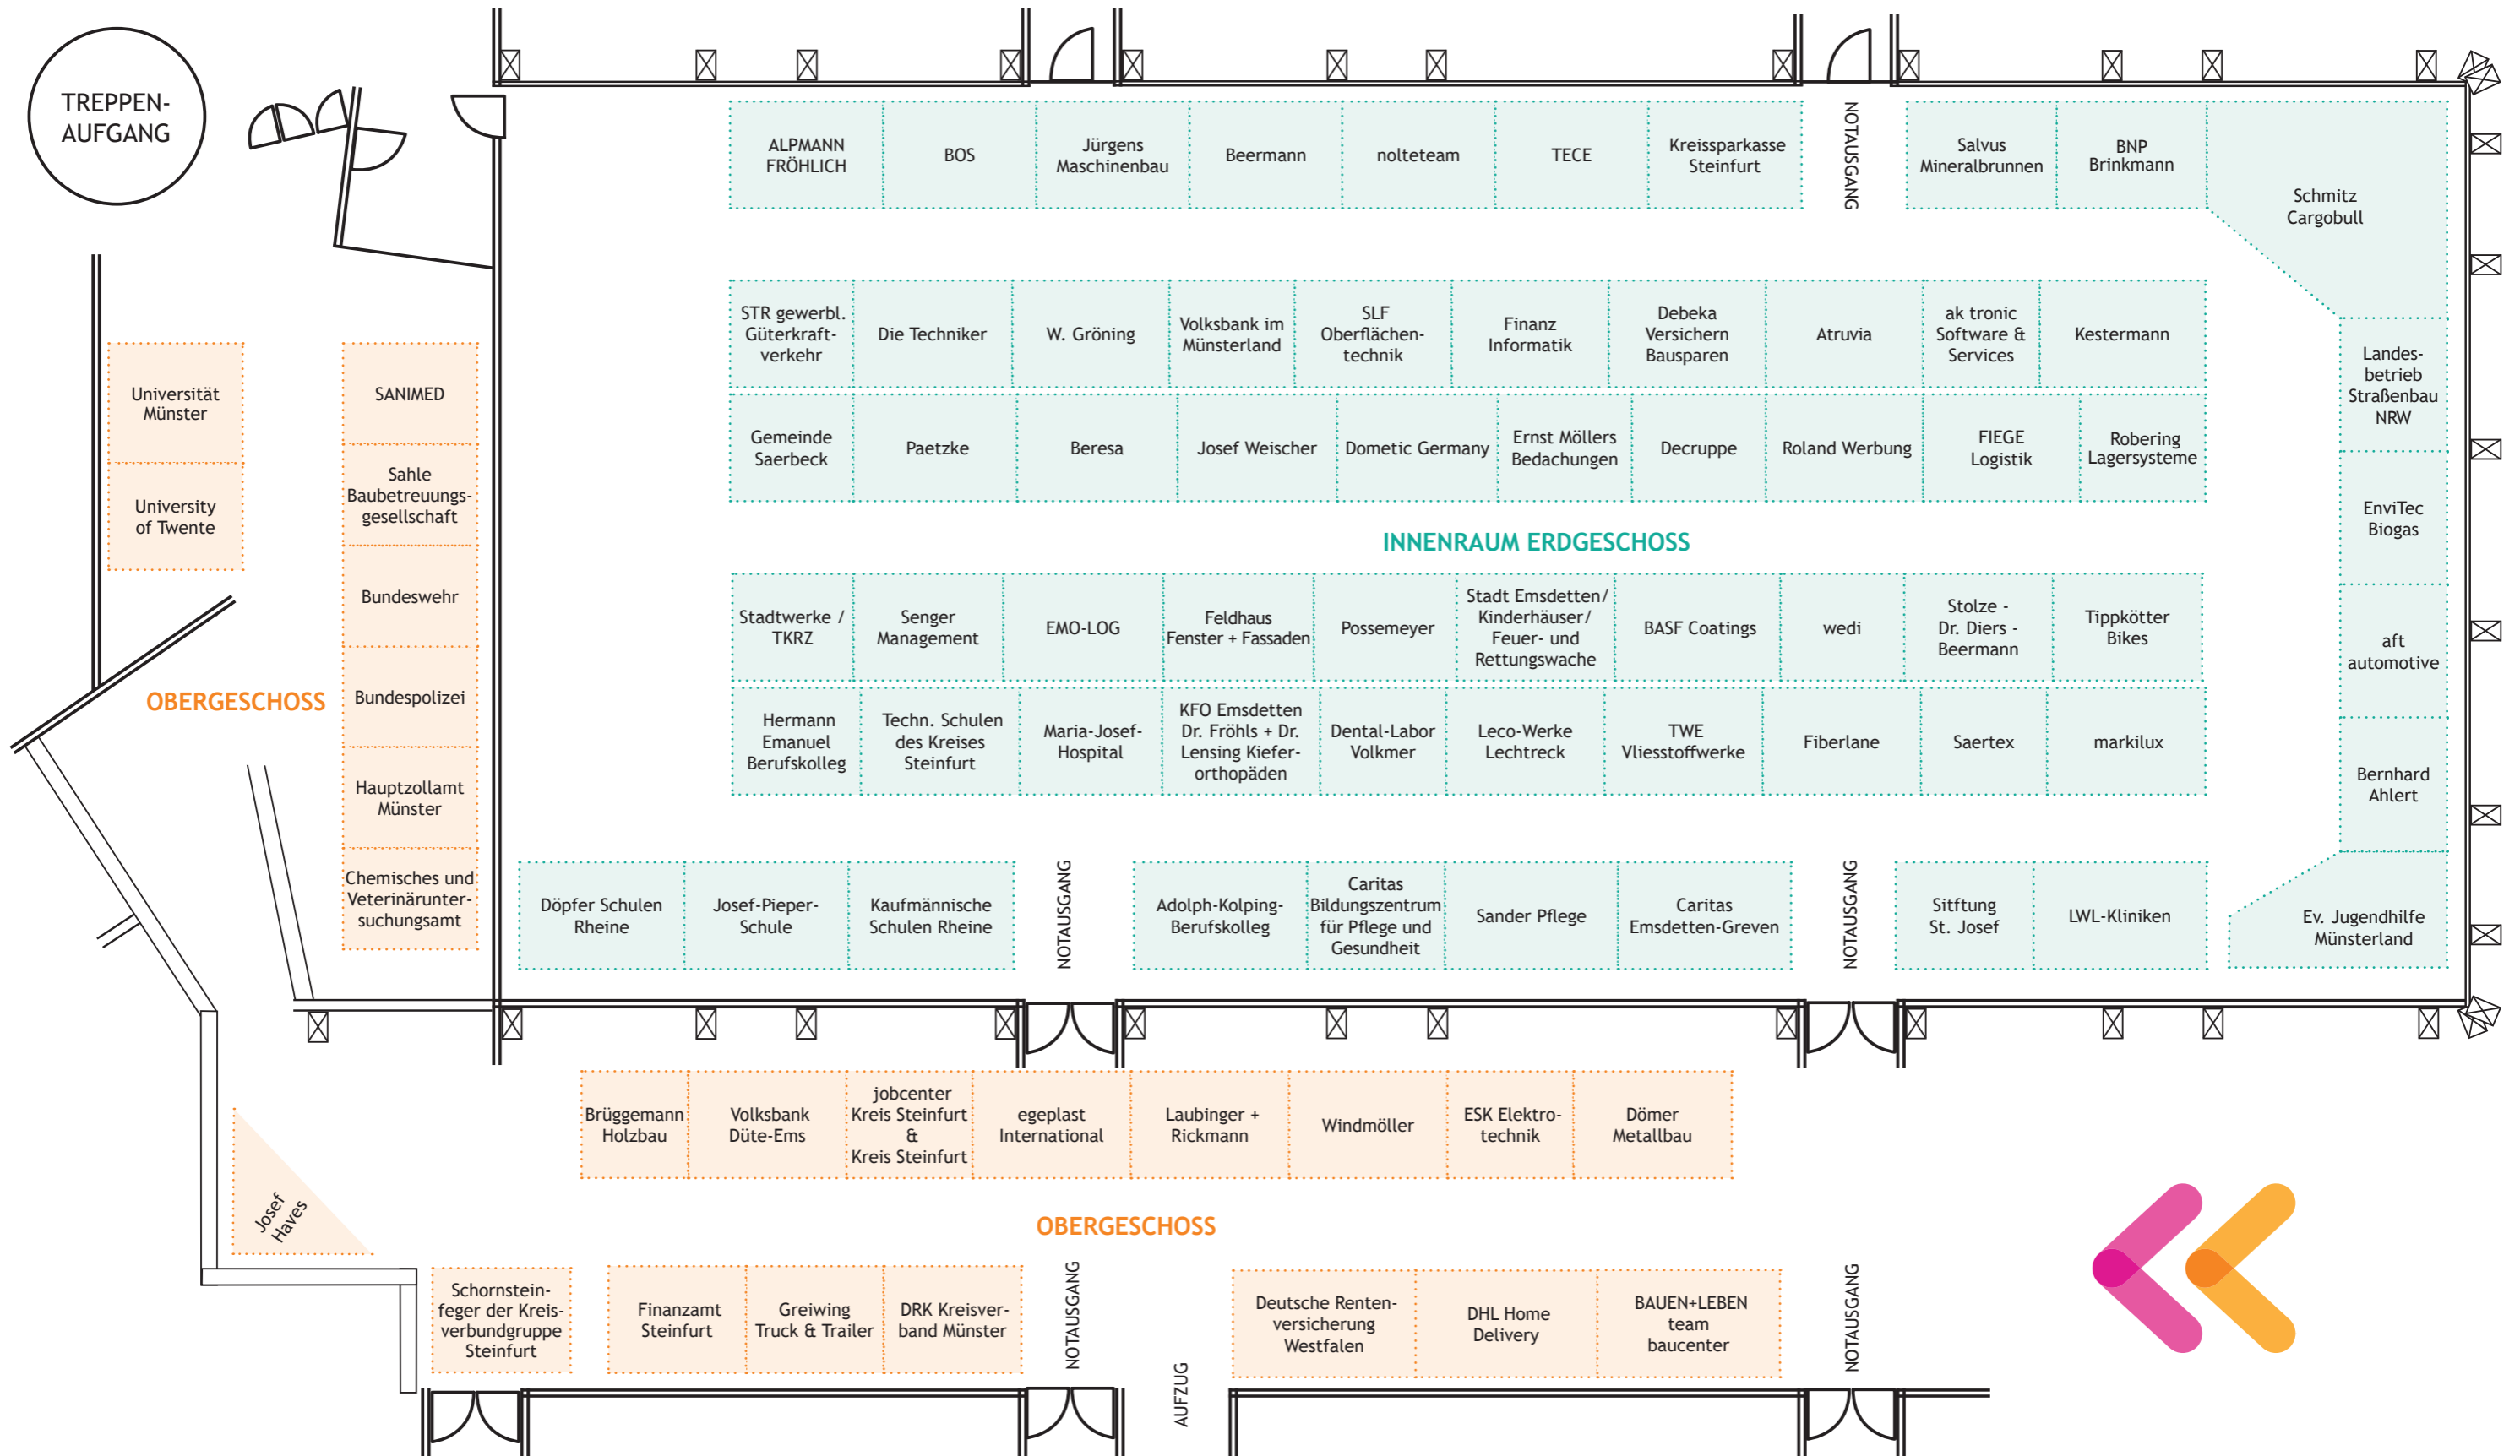 TREPPEN-
AUFGANG
ALPMANN
FRÖHLICH
BOS
Jürgens
Maschinenbau
Beermann
nolteteam
TECE
Kreissparkasse
Steinfurt
NOTAUSGANG
Salvus
Mineralbrunnen
BNP
Brinkmann
Schmitz
Cargobull
STR gewerbl.
Güterkraft-
verkehr
Die Techniker
W. Gröning
Volksbank im
Münsterland
SLF
Oberflächen-
technik
Finanz
Informatik
Debeka
Versichern
Bausparen
Atruvia
ak tronic
Software &
Services
Kestermann
Gemeinde
Saerbeck
Paetzke
Beresa
Josef Weischer
Dometic Germany
Ernst Möllers
Bedachungen
Decruppe
Roland Werbung
FIEGE
Logistik
Robering
Lagersysteme
Landes-
betrieb
Straßenbau
NRW
EnviTec
Biogas
aft
automotive
Bernhard
Ahlert
Ev. Jugendhilfe
Münsterland
INNENRAUM ERDGESCHOSS
Stadtwerke /
TKRZ
Senger
Management
EMO-LOG
Feldhaus
Fenster + Fassaden
Possemeyer
Stadt Emsdetten/
Kinderhäuser/
Feuer- und
Rettungswache
BASF Coatings
wedi
Stolze -
Dr. Diers -
Beermann
Tippkötter
Bikes
Hermann
Emanuel
Berufskolleg
Techn. Schulen
des Kreises
Steinfurt
Maria-Josef-
Hospital
KFO Emsdetten
Dr. Fröhls + Dr.
Lensing Kiefer-
orthopäden
Dental-Labor
Volkmer
Leco-Werke
Lechtreck
TWE
Vliesstoffwerke
Fiberlane
Saertex
markilux
Döpfer Schulen
Rheine
Josef-Pieper-
Schule
Kaufmännische
Schulen Rheine
NOTAUSGANG
Adolph-Kolping-
Berufskolleg
Caritas
Bildungszentrum
für Pflege und
Gesundheit
Sander Pflege
Caritas
Emsdetten-Greven
NOTAUSGANG
Sitftung
St. Josef
LWL-Kliniken
Universität
Münster
University
of Twente
SANIMED
Sahle
Baubetreuungs-
gesellschaft
Bundeswehr
Bundespolizei
Hauptzollamt
Münster
Chemisches und
Veterinärunter-
suchungsamt
OBERGESCHOSS
Brüggemann
Holzbau
Volksbank
Düte-Ems
jobcenter
Kreis Steinfurt
&
Kreis Steinfurt
egeplast
International
Laubinger +
Rickmann
Windmöller
ESK Elektro-
technik
Dömer
Metallbau
Josef
Haves
OBERGESCHOSS
Schornstein-
feger der Kreis-
verbundgruppe
Steinfurt
Finanzamt
Steinfurt
Greiwing
Truck & Trailer
DRK Kreisver-
band Münster
NOTAUSGANG
AUFZUG
Deutsche Renten-
versicherung
Westfalen
DHL Home
Delivery
BAUEN+LEBEN
team
baucenter
NOTAUSGANG